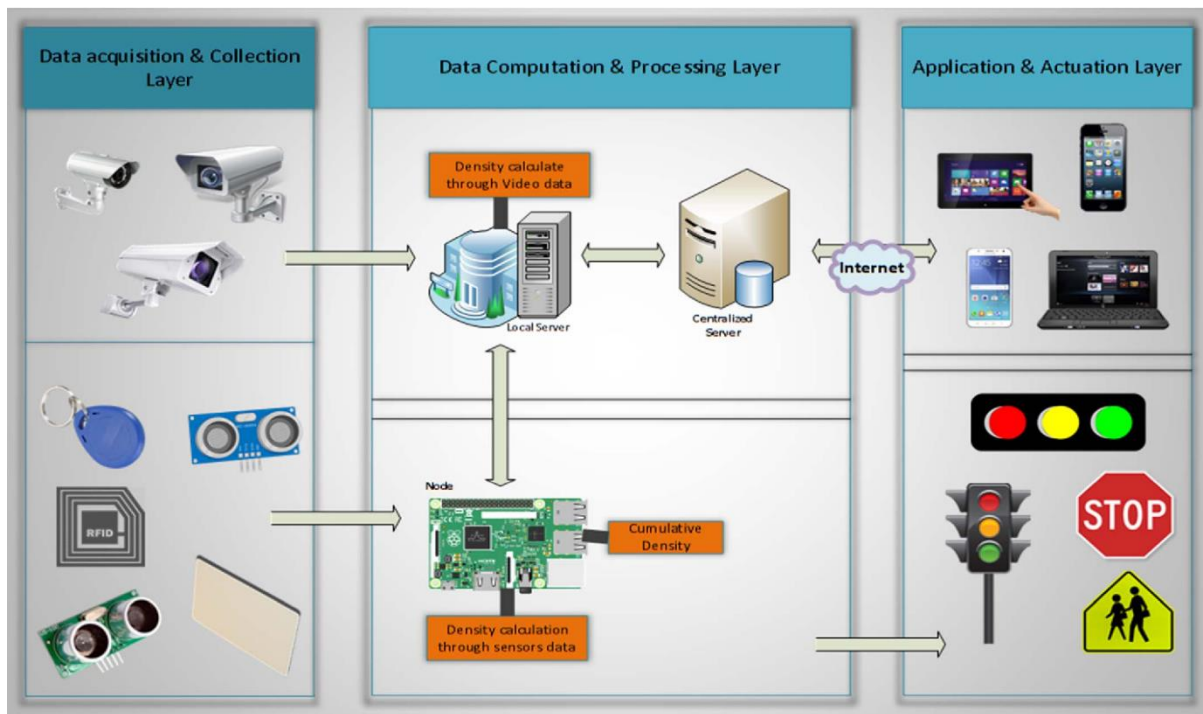 Data acquisition & Collection
Layer
Data Computation & Processing Layer
Application & Actuation Layer
Density calculate
through Video data
Local Server
Centralized
Server
Internet
Node
RFID
Cumulative
Density
Density calculation
through sensors data
STOP